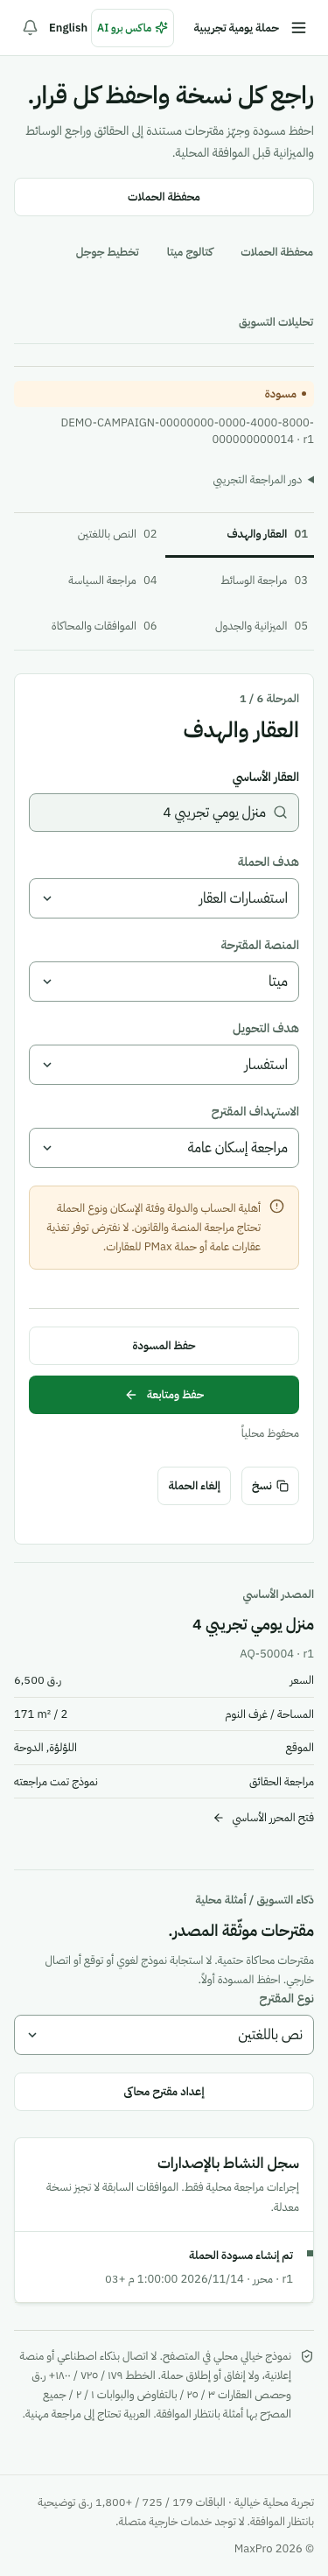 حملة يومية تجريبية
ماكس برو AI
English
راجع كل نسخة واحفظ كل قرار.
احفظ مسودة وجهّز مقترحات مستندة إلى الحقائق وراجع الوسائط
والميزانية قبل الموافقة المحلية.
محفظة الحملات
محفظة الحملات
كتالوج ميتا
تخطيط جوجل
تحليلات التسويق
• مسودة
DEMO-CAMPAIGN-00000000-0000-4000-8000-
000000000014 · r1
دور المراجعة التجريبي
01 العقار والهدف
02 النص باللغتين
03 مراجعة الوسائط
04 مراجعة السياسة
05 الميزانية والجدول
06 الموافقات والمحاكاة
المرحلة 6 / 1
العقار والهدف
العقار الأساسي
منزل يومي تجريبي 4
هدف الحملة
استفسارات العقار
المنصة المقترحة
ميتا
هدف التحويل
استفسار
الاستهداف المقترح
مراجعة إسكان عامة
أهلية الحساب والدولة وفئة الإسكان ونوع الحملة
تحتاج مراجعة المنصة والقانون. لا نفترض توفر تغذية
عقارات عامة أو حملة PMax للعقارات.
حفظ المسودة
حفظ ومتابعة
محفوظ محلياً
نسخ
إلغاء الحملة
المصدر الأساسي
منزل يومي تجريبي 4
AQ-50004 · r1
السعر
ر.ق 6,500
المساحة / غرف النوم
171 m² / 2
الموقع
اللؤلؤة, الدوحة
مراجعة الحقائق
نموذج تمت مراجعته
فتح المحرر الأساسي
ذكاء التسويق / أمثلة محلية
مقترحات موثّقة المصدر.
مقترحات محاكاة حتمية. لا استجابة نموذج لغوي أو توقع أو اتصال
خارجي. احفظ المسودة أولاً.
نوع المقترح
نص باللغتين
إعداد مقترح محاكى
سجل النشاط بالإصدارات
إجراءات مراجعة محلية فقط. الموافقات السابقة لا تجيز نسخة
معدلة.
تم إنشاء مسودة الحملة
r1 · محرر · 2026/11/14 1:00:00 م +03
نموذج خيالي محلي في المتصفح. لا اتصال بذكاء اصطناعي أو منصة
إعلانية، ولا إنفاق أو إطلاق حملة. الخطط ١٧٩ / ٧٢٥ / ١٨٠٠+ ر.ق
وحصص العقارات ٣ / ٢٥ / بالتفاوض والبوابات ١ / ٢ / جميع
المصرّح بها أمثلة بانتظار الموافقة. العربية تحتاج إلى مراجعة مهنية.
تجربة محلية خيالية · الباقات 179 / 725 / +1,800 ر.ق توضيحية
بانتظار الموافقة. لا توجد خدمات خارجية متصلة.
© 2026 MaxPro